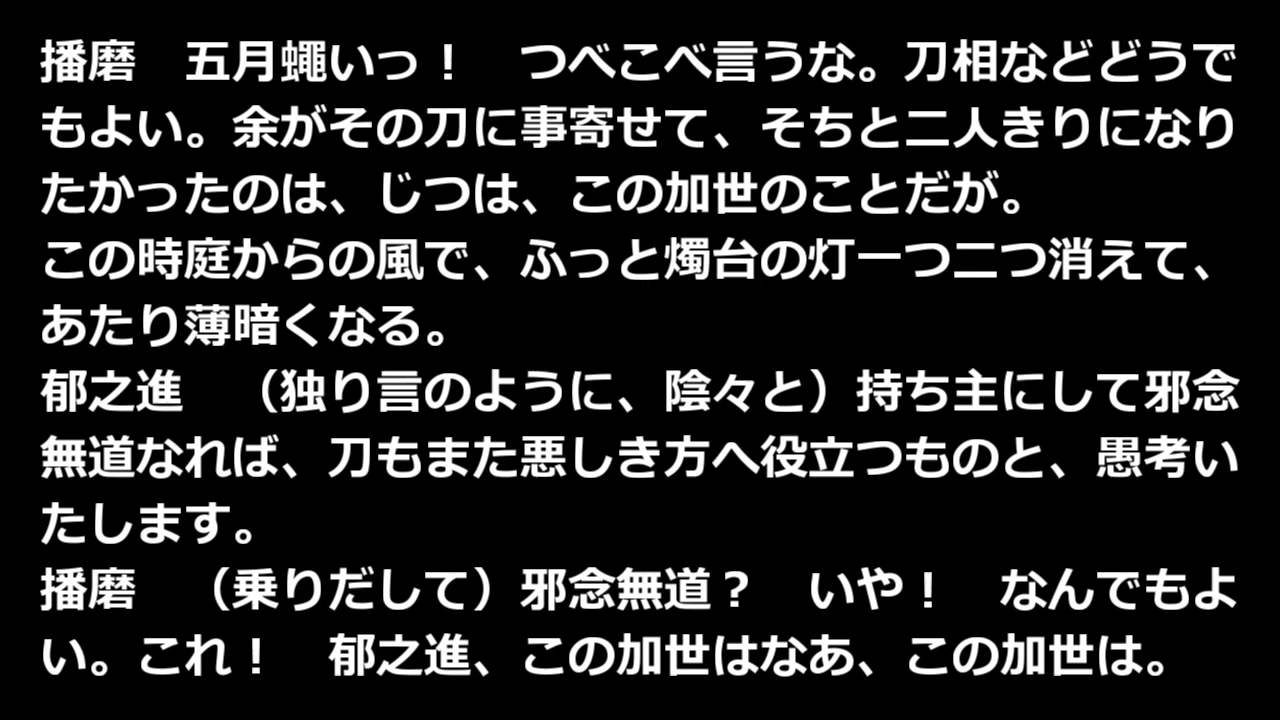 播磨　五月蠅いっ！　つべこべ言うな。刀相などどうで
もよい。余がその刀に事寄せて、そちと二人きりになり
たかったのは、じつは、この加世のことだが。
この時庭からの風で、ふっと燭台の灯一つ二つ消えて、
あたり薄暗くなる。
郁之進　（独り言のように、陰々と）持ち主にして邪念
無道なれば、刀もまた悪しき方へ役立つものと、愚考い
たします。
播磨　（乗りだして）邪念無道？　いや！　なんでもよ
い。これ！　郁之進、この加世はなあ、この加世は。